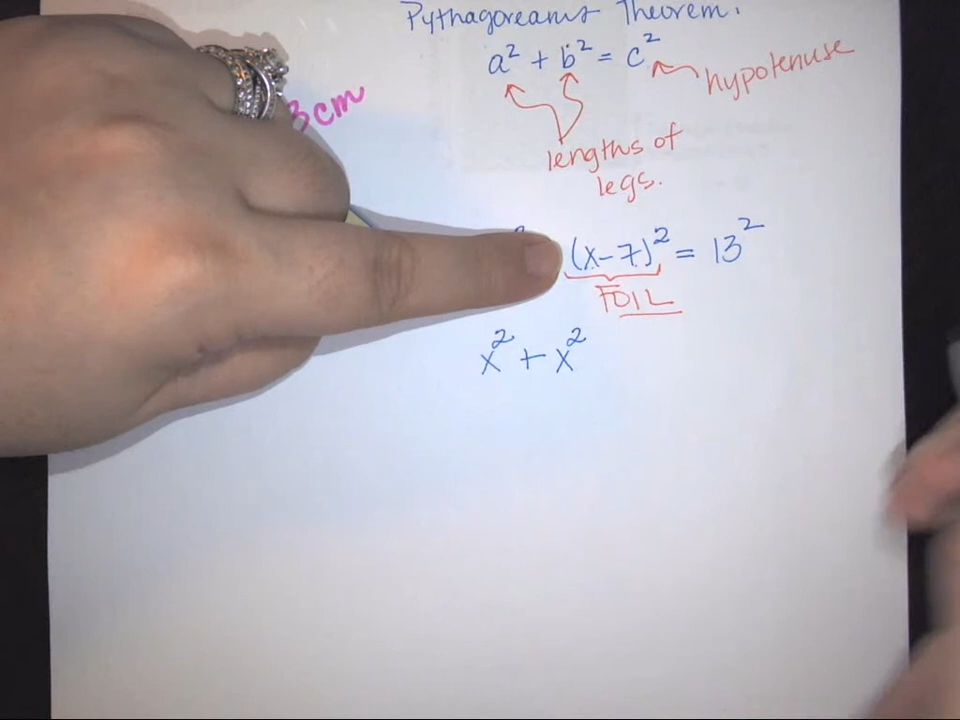 Pythagoreans Theorem.
a² + b² = c²
hypotenuse
3cm
lengths of
legs.
(x-7)² = 13²
FOIL
x² + x²